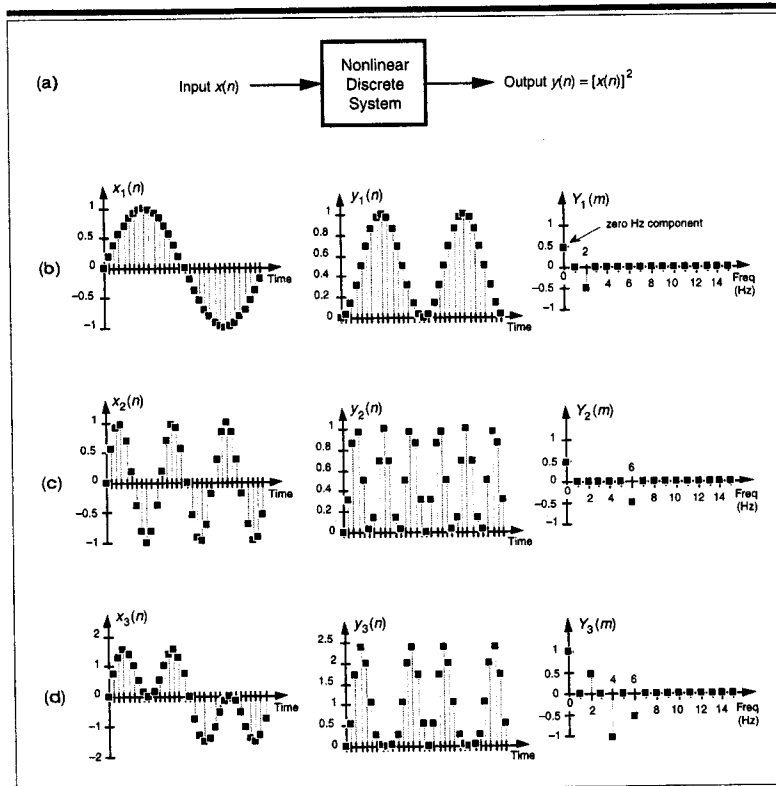 (a)
Input x(n)
Nonlinear
Discrete
System
Output y(n) = [x(n)]²
(b)
x₁(n)
1
0.5
0
−0.5
−1
Time
y₁(n)
1
0.8
0.6
0.4
0.2
0
Time
Y₁(m)
zero Hz component
1
0.5
0
−0.5
−1
0 2 4 6 8 10 12 14
Freq
(Hz)
(c)
x₂(n)
1
0.5
0
−0.5
−1
Time
y₂(n)
1
0.8
0.6
0.4
0.2
0
Time
Y₂(m)
1
0.5
0
−0.5
−1
0 2 4 6 8 10 12 14
Freq
(Hz)
(d)
x₃(n)
2
1
0
−1
−2
Time
y₃(n)
2.5
2
1.5
1
0.5
0
Time
Y₃(m)
1
0.5
0
−0.5
−1
0 2 4 6 8 10 12 14
Freq
(Hz)